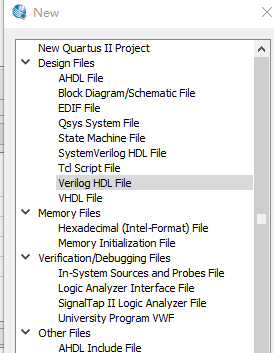 New
New Quartus II Project
Design Files
AHDL File
Block Diagram/Schematic File
EDIF File
Qsys System File
State Machine File
SystemVerilog HDL File
Tcl Script File
Verilog HDL File
VHDL File
Memory Files
Hexadecimal (Intel-Format) File
Memory Initialization File
Verification/Debugging Files
In-System Sources and Probes File
Logic Analyzer Interface File
SignalTap II Logic Analyzer File
University Program VWF
Other Files
AHDL Include File